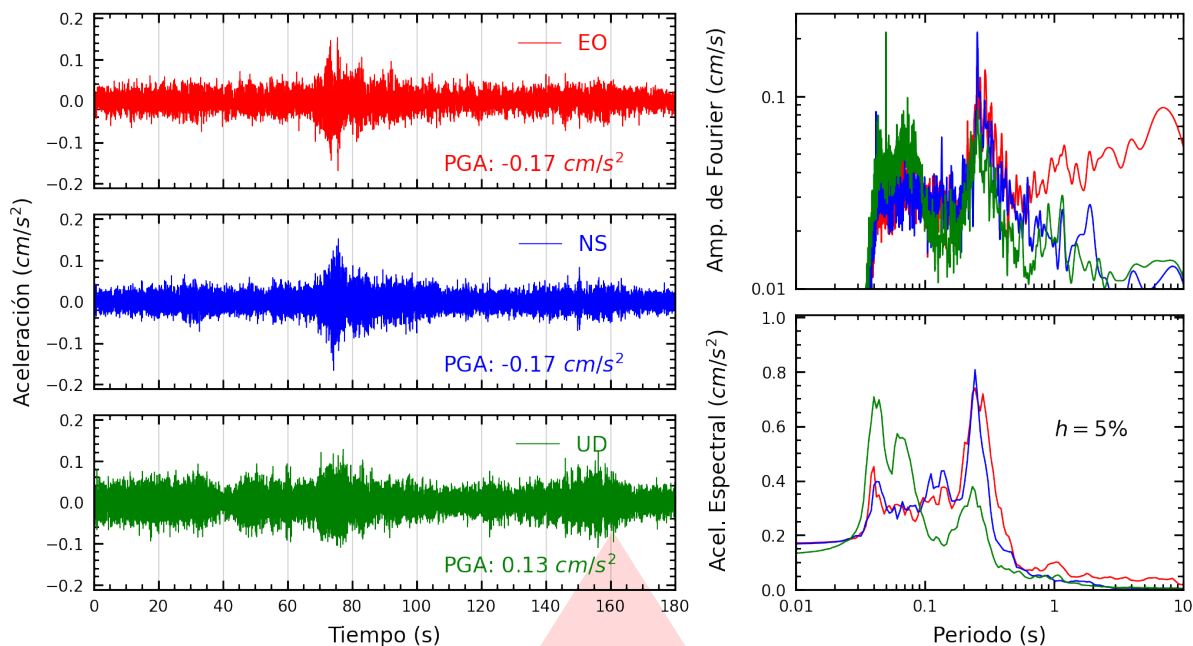 Aceleración (cm/s²)
0.2
0.1
0.0
−0.1
−0.2
EO
PGA: -0.17 cm/s²
0.2
0.1
0.0
−0.1
−0.2
NS
PGA: -0.17 cm/s²
0.2
0.1
0.0
−0.1
−0.2
UD
PGA: 0.13 cm/s²
0 20 40 60 80 100 120 140 160 180
Tiempo (s)
Amp. de Fourier (cm/s)
0.1
0.01
Acel. Espectral (cm/s²)
1.0
0.8
0.6
0.4
0.2
0.0
h = 5%
0.01 0.1 1 10
Periodo (s)